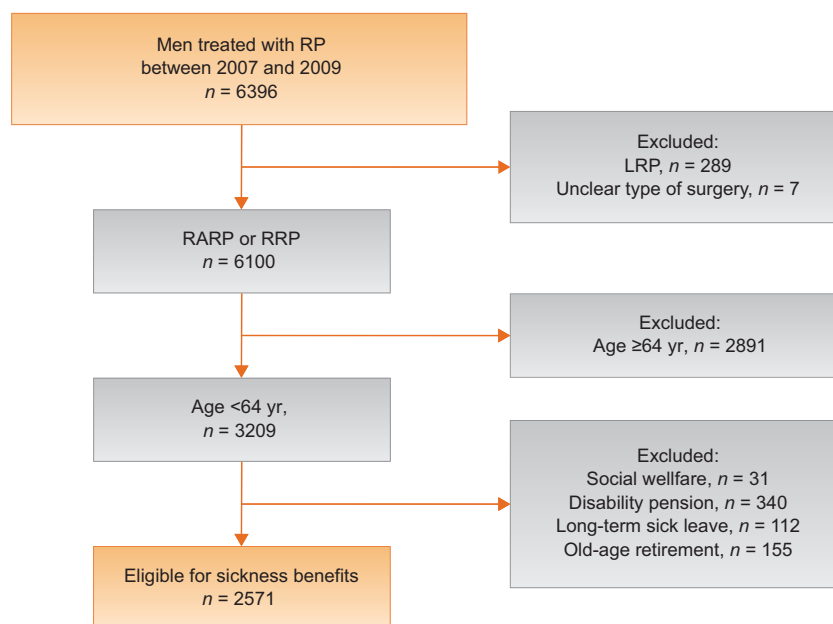 Men treated with RP
between 2007 and 2009
n = 6396
Excluded:
LRP, n = 289
Unclear type of surgery, n = 7
RARP or RRP
n = 6100
Excluded:
Age ≥64 yr, n = 2891
Age <64 yr,
n = 3209
Excluded:
Social wellfare, n = 31
Disability pension, n = 340
Long-term sick leave, n = 112
Old-age retirement, n = 155
Eligible for sickness benefits
n = 2571